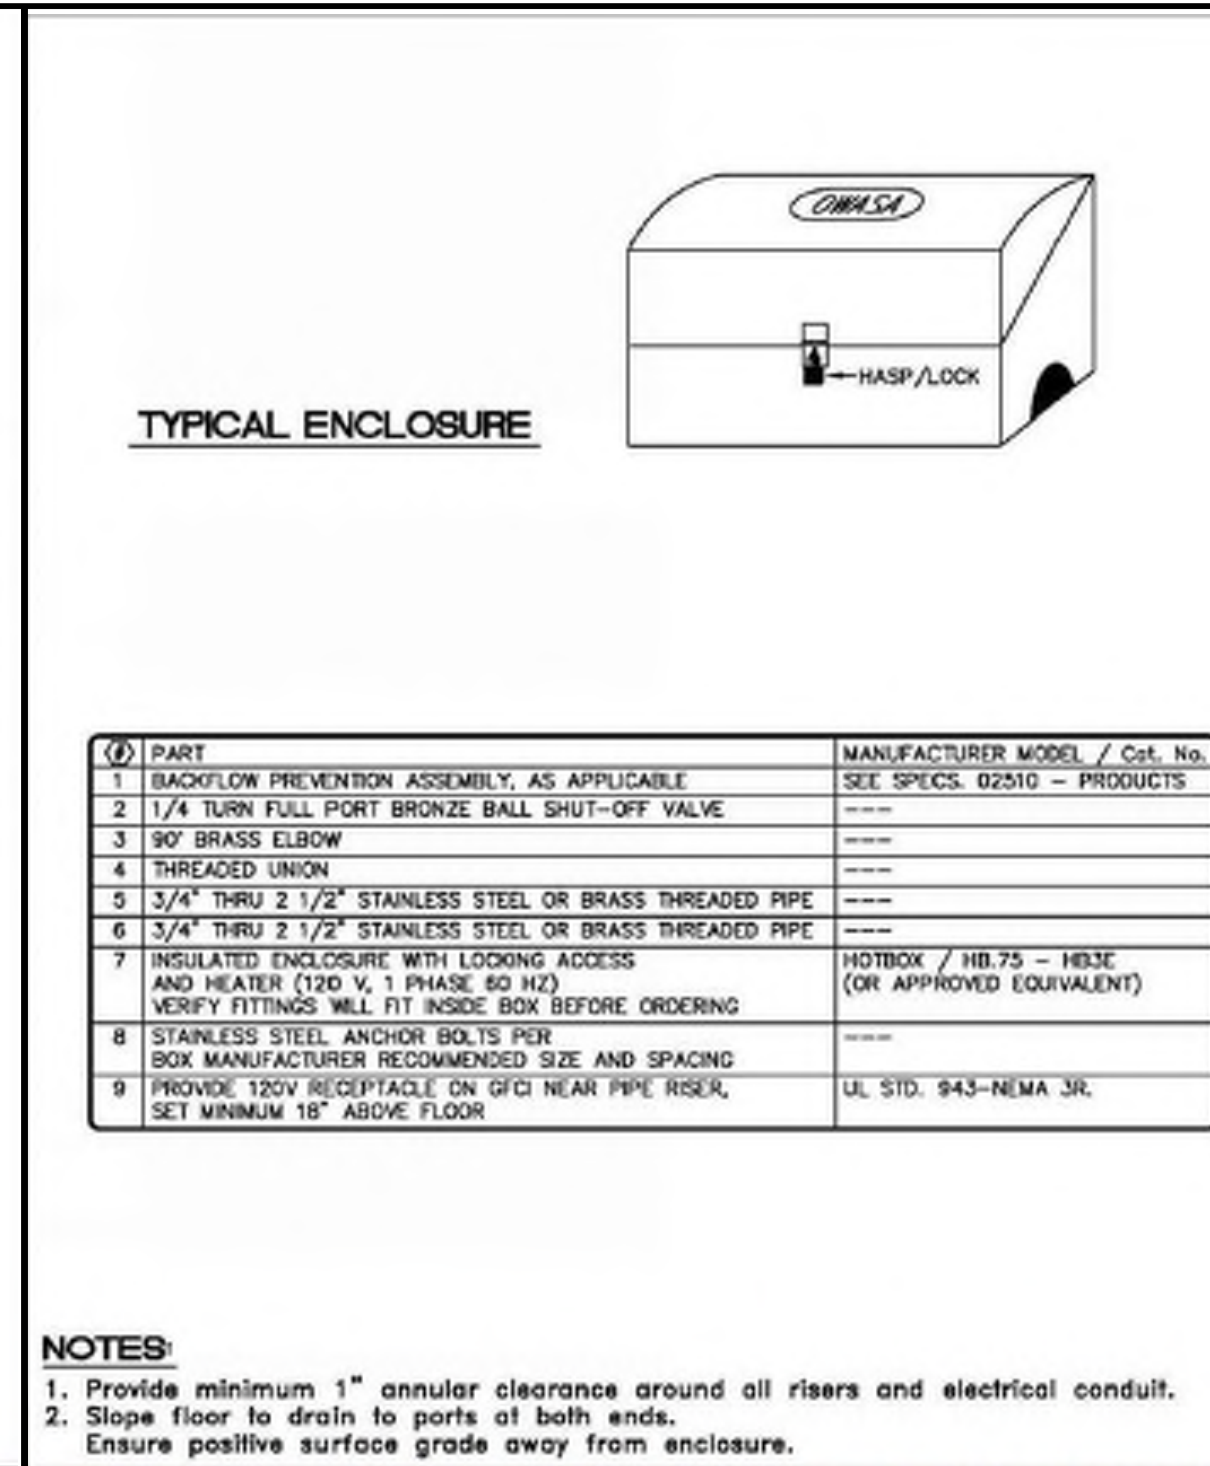 OWASA
HASP/LOCK
TYPICAL ENCLOSURE
# PART MANUFACTURER MODEL / Cat. No.
1 BACKFLOW PREVENTION ASSEMBLY, AS APPLICABLE SEE SPECS. 02510 – PRODUCTS
2 1/4 TURN FULL PORT BRONZE BALL SHUT-OFF VALVE ---
3 90° BRASS ELBOW ---
4 THREADED UNION ---
5 3/4" THRU 2 1/2" STAINLESS STEEL OR BRASS THREADED PIPE ---
6 3/4" THRU 2 1/2" STAINLESS STEEL OR BRASS THREADED PIPE ---
7 INSULATED ENCLOSURE WITH LOCKING ACCESS HOTBOX / HB.75 – HB3E
AND HEATER (120 V, 1 PHASE 60 HZ) (OR APPROVED EQUIVALENT)
VERIFY FITTINGS WILL FIT INSIDE BOX BEFORE ORDERING
8 STAINLESS STEEL ANCHOR BOLTS PER ---
BOX MANUFACTURER RECOMMENDED SIZE AND SPACING
9 PROVIDE 120V RECEPTACLE ON GFCI NEAR PIPE RISER, UL STD. 943-NEMA 3R.
SET MINIMUM 18" ABOVE FLOOR
NOTES:
1. Provide minimum 1" annular clearance around all risers and electrical conduit.
2. Slope floor to drain to ports at both ends.
Ensure positive surface grade away from enclosure.